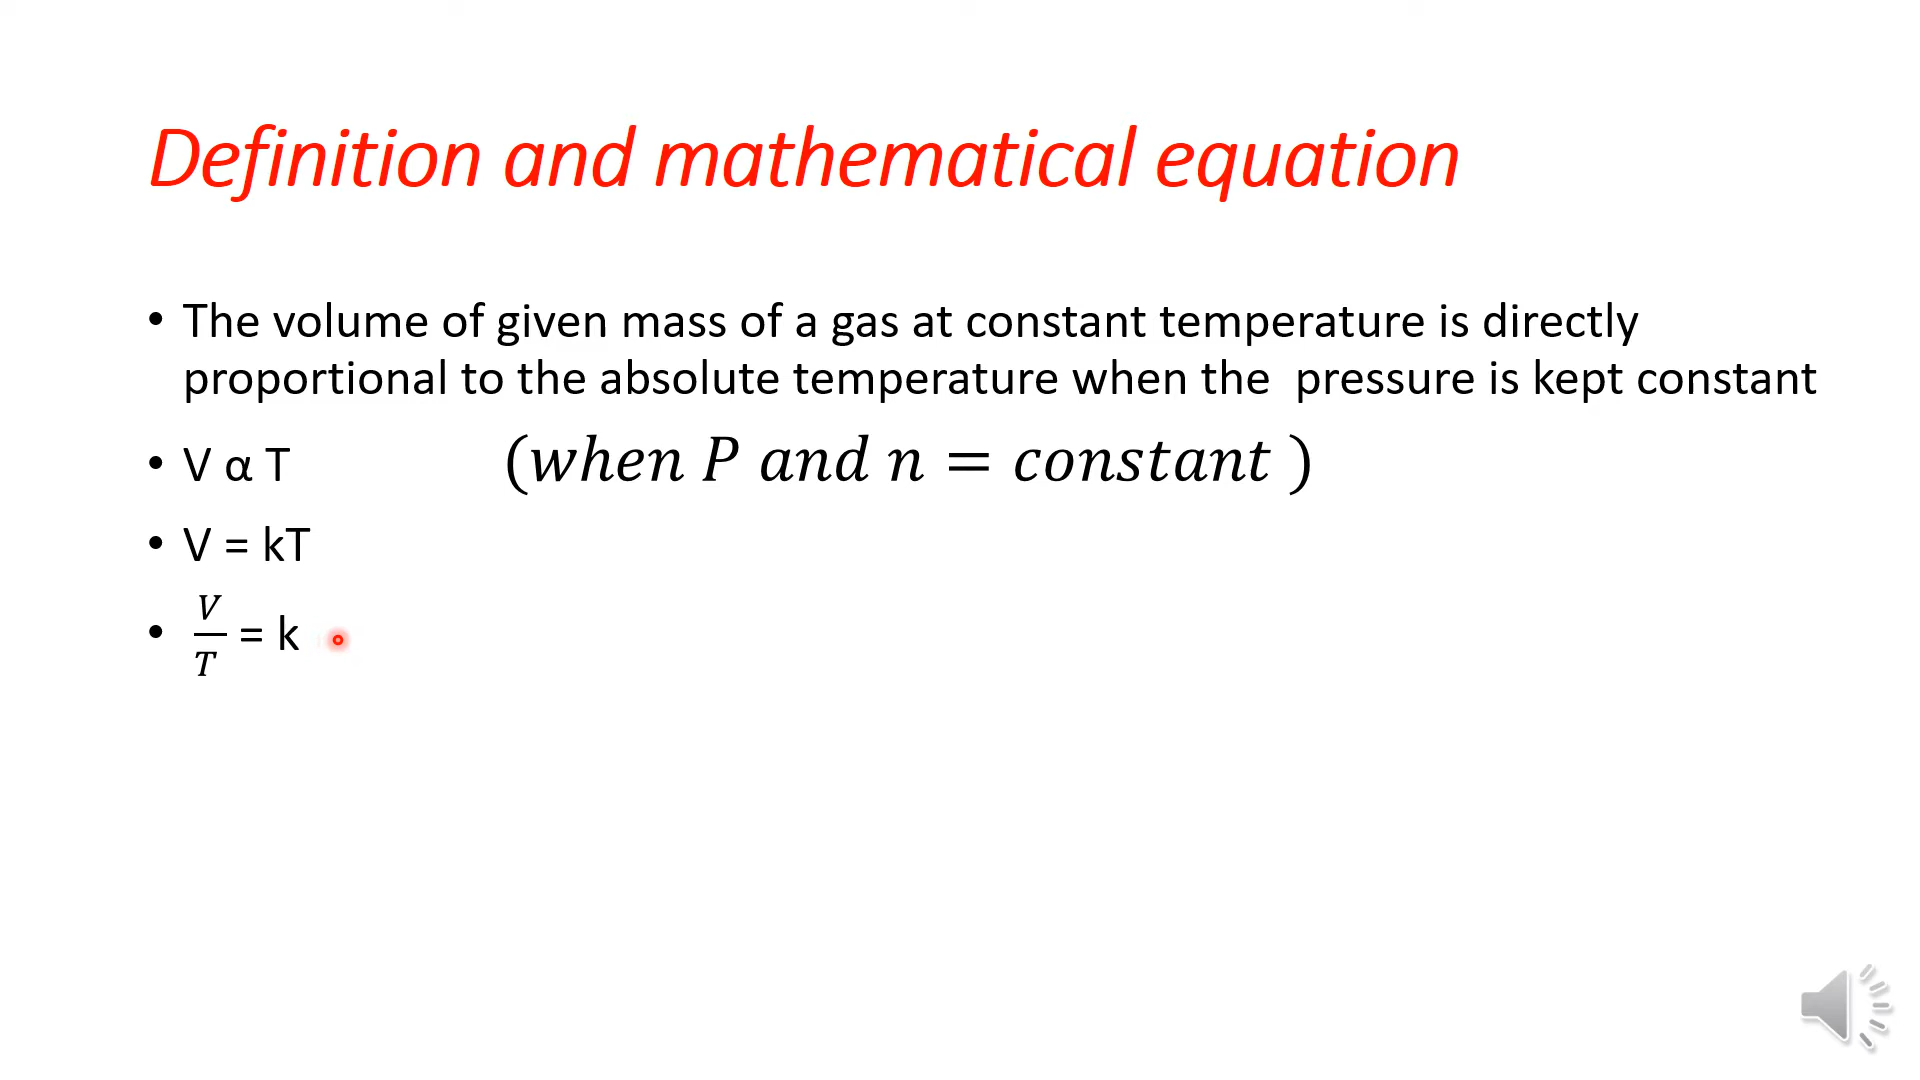 Definition and mathematical equation
• The volume of given mass of a gas at constant temperature is directly
proportional to the absolute temperature when the pressure is kept constant
• V α T (when P and n = constant )
• V = kT
• V/T = k